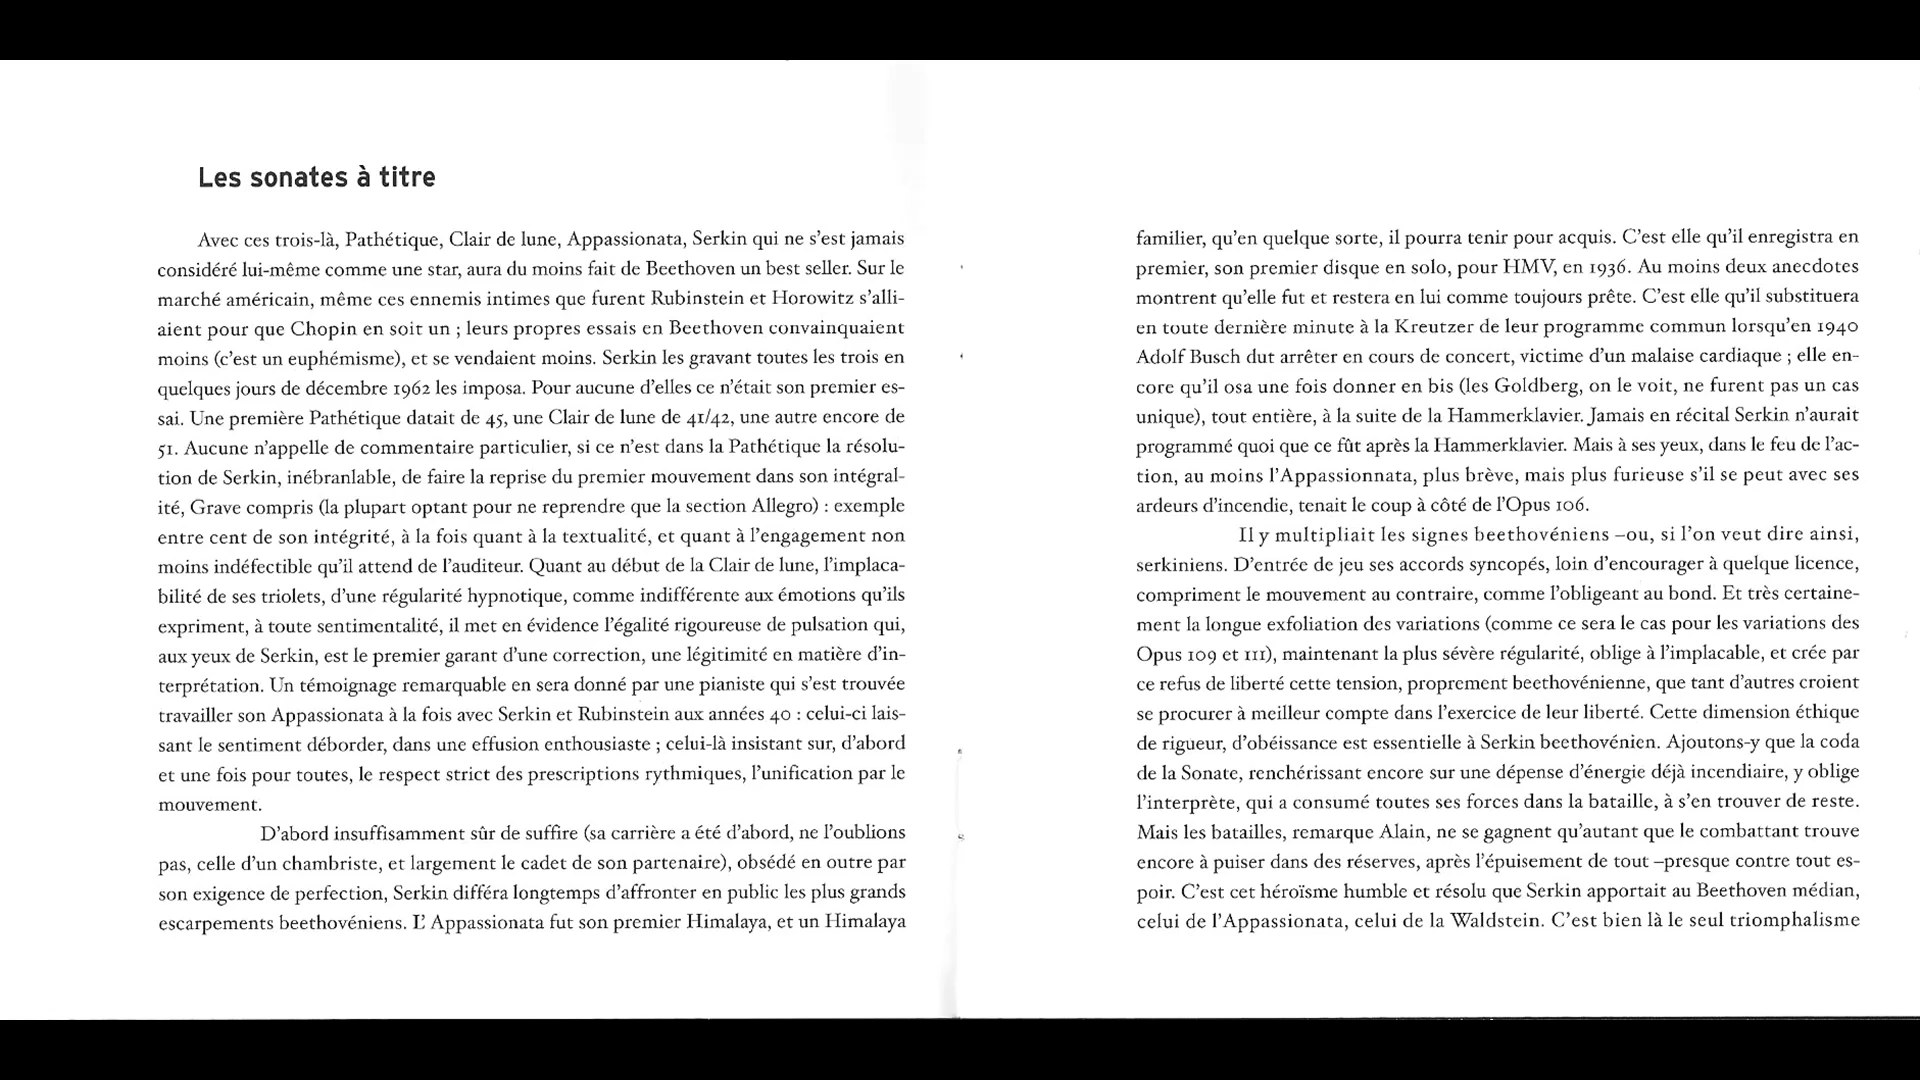 Les sonates à titre
Avec ces trois-là, Pathétique, Clair de lune, Appassionata, Serkin qui ne s'est jamais
considéré lui-même comme une star, aura du moins fait de Beethoven un best seller. Sur le
marché américain, même ces ennemis intimes que furent Rubinstein et Horowitz s'alli-
aient pour que Chopin en soit un ; leurs propres essais en Beethoven convainquaient
moins (c'est un euphémisme), et se vendaient moins. Serkin les gravant toutes les trois en
quelques jours de décembre 1962 les imposa. Pour aucune d'elles ce n'était son premier es-
sai. Une première Pathétique datait de 45, une Clair de lune de 41/42, une autre encore de
51. Aucune n'appelle de commentaire particulier, si ce n'est dans la Pathétique la résolu-
tion de Serkin, inébranlable, de faire la reprise du premier mouvement dans son intégral-
ité, Grave compris (la plupart optant pour ne reprendre que la section Allegro) : exemple
entre cent de son intégrité, à la fois quant à la textualité, et quant à l'engagement non
moins indéfectible qu'il attend de l'auditeur. Quant au début de la Clair de lune, l'implaca-
bilité de ses triolets, d'une régularité hypnotique, comme indifférente aux émotions qu'ils
expriment, à toute sentimentalité, il met en évidence l'égalité rigoureuse de pulsation qui,
aux yeux de Serkin, est le premier garant d'une correction, une légitimité en matière d'in-
terprétation. Un témoignage remarquable en sera donné par une pianiste qui s'est trouvée
travailler son Appassionata à la fois avec Serkin et Rubinstein aux années 40 : celui-ci lais-
sant le sentiment déborder, dans une effusion enthousiaste ; celui-là insistant sur, d'abord
et une fois pour toutes, le respect strict des prescriptions rythmiques, l'unification par le
mouvement.
D'abord insuffisamment sûr de suffire (sa carrière a été d'abord, ne l'oublions
pas, celle d'un chambriste, et largement le cadet de son partenaire), obsédé en outre par
son exigence de perfection, Serkin différa longtemps d'affronter en public les plus grands
escarpements beethovéniens. L' Appassionata fut son premier Himalaya, et un Himalaya
familier, qu'en quelque sorte, il pourra tenir pour acquis. C'est elle qu'il enregistra en
premier, son premier disque en solo, pour HMV, en 1936. Au moins deux anecdotes
montrent qu'elle fut et restera en lui comme toujours prête. C'est elle qu'il substituera
en toute dernière minute à la Kreutzer de leur programme commun lorsqu'en 1940
Adolf Busch dut arrêter en cours de concert, victime d'un malaise cardiaque ; elle en-
core qu'il osa une fois donner en bis (les Goldberg, on le voit, ne furent pas un cas
unique), tout entière, à la suite de la Hammerklavier. Jamais en récital Serkin n'aurait
programmé quoi que ce fût après la Hammerklavier. Mais à ses yeux, dans le feu de l'ac-
tion, au moins l'Appassionnata, plus brève, mais plus furieuse s'il se peut avec ses
ardeurs d'incendie, tenait le coup à côté de l'Opus 106.
Il y multipliait les signes beethovéniens –ou, si l'on veut dire ainsi,
serkiniens. D'entrée de jeu ses accords syncopés, loin d'encourager à quelque licence,
compriment le mouvement au contraire, comme l'obligeant au bond. Et très certaine-
ment la longue exfoliation des variations (comme ce sera le cas pour les variations des
Opus 109 et 111), maintenant la plus sévère régularité, oblige à l'implacable, et crée par
ce refus de liberté cette tension, proprement beethovénienne, que tant d'autres croient
se procurer à meilleur compte dans l'exercice de leur liberté. Cette dimension éthique
de rigueur, d'obéissance est essentielle à Serkin beethovénien. Ajoutons-y que la coda
de la Sonate, renchérissant encore sur une dépense d'énergie déjà incendiaire, y oblige
l'interprète, qui a consumé toutes ses forces dans la bataille, à s'en trouver de reste.
Mais les batailles, remarque Alain, ne se gagnent qu'autant que le combattant trouve
encore à puiser dans des réserves, après l'épuisement de tout –presque contre tout es-
poir. C'est cet héroïsme humble et résolu que Serkin apportait au Beethoven médian,
celui de l'Appassionata, celui de la Waldstein. C'est bien là le seul triomphalisme